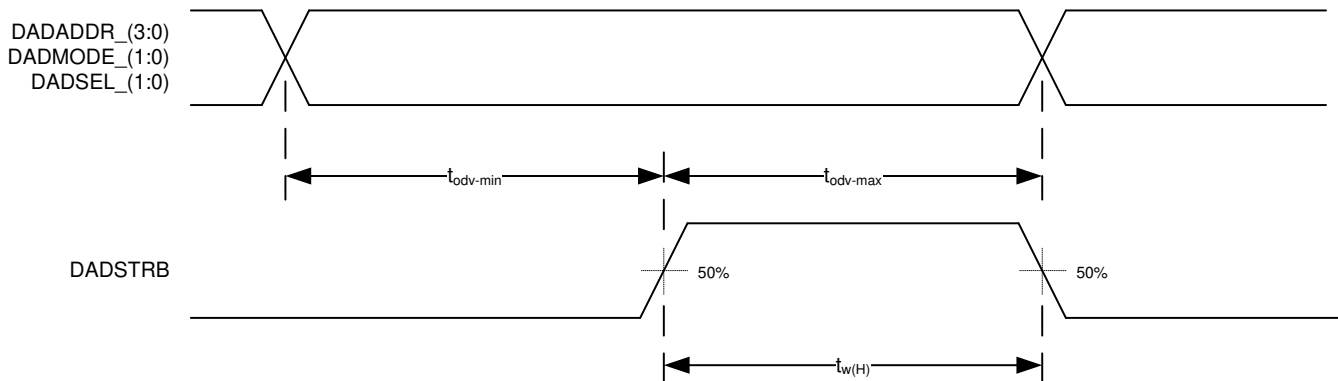 DADADDR_(3:0)
DADMODE_(1:0)
DADSEL_(1:0)
todv-min
todv-max
DADSTRB
50%
50%
tw(H)